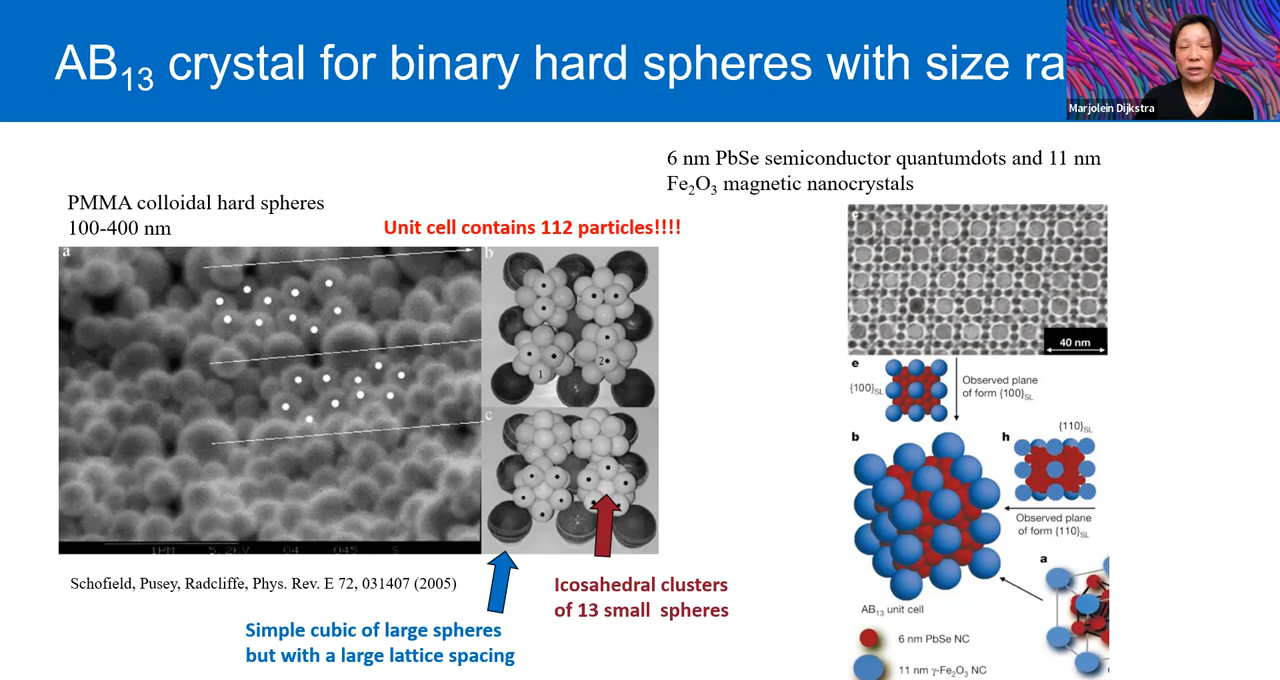 AB₁₃ crystal for binary hard spheres with size ra
Marjolein Dijkstra
6 nm PbSe semiconductor quantumdots and 11 nm
Fe₂O₃ magnetic nanocrystals
PMMA colloidal hard spheres
100-400 nm
Unit cell contains 112 particles!!!!
a
b
1
2
c
c
40 nm
e
{100}SL
Observed plane
of form {100}SL
b
h
{110}SL
Observed plane
of form {110}SL
a
AB₁₃ unit cell
6 nm PbSe NC
11 nm γ-Fe₂O₃ NC
Schofield, Pusey, Radcliffe, Phys. Rev. E 72, 031407 (2005)
Icosahedral clusters
of 13 small spheres
Simple cubic of large spheres
but with a large lattice spacing